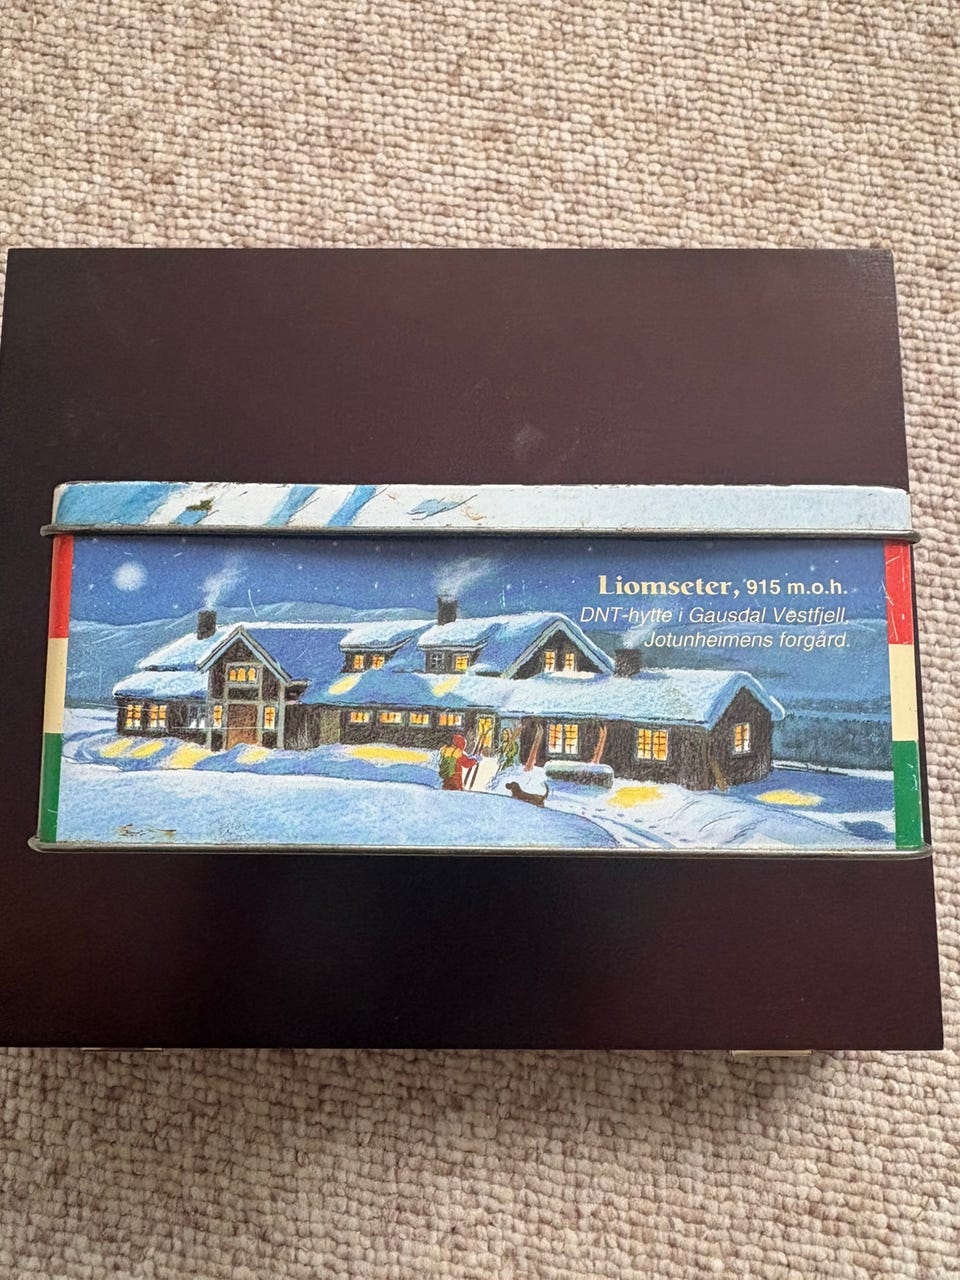 Liomseter, 915 m.o.h.
DNT-hytte i Gausdal Vestfjell,
Jotunheimens forgård.